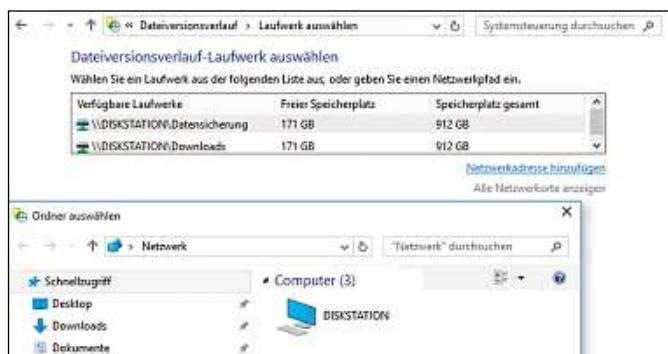 « Dateiversionsverlauf › Laufwerk auswählen
Systemsteuerung durchsuchen
Dateiversionsverlauf-Laufwerk auswählen
Wählen Sie ein Laufwerk aus der folgenden Liste aus, oder geben Sie einen Netzwerkpfad ein.
Verfügbare Laufwerke Freier Speicherplatz Speicherplatz gesamt
\\DISKSTATION\Datensicherung 171 GB 912 GB
\\DISKSTATION\Downloads 171 GB 912 GB
Netzwerkadresse hinzufügen
Alle Netzwerkorte anzeigen
Ordner auswählen
› Netzwerk
"Netzwerk" durchsuchen
Schnellzugriff
Desktop
Downloads
Dokumente
Computer (3)
DISKSTATION